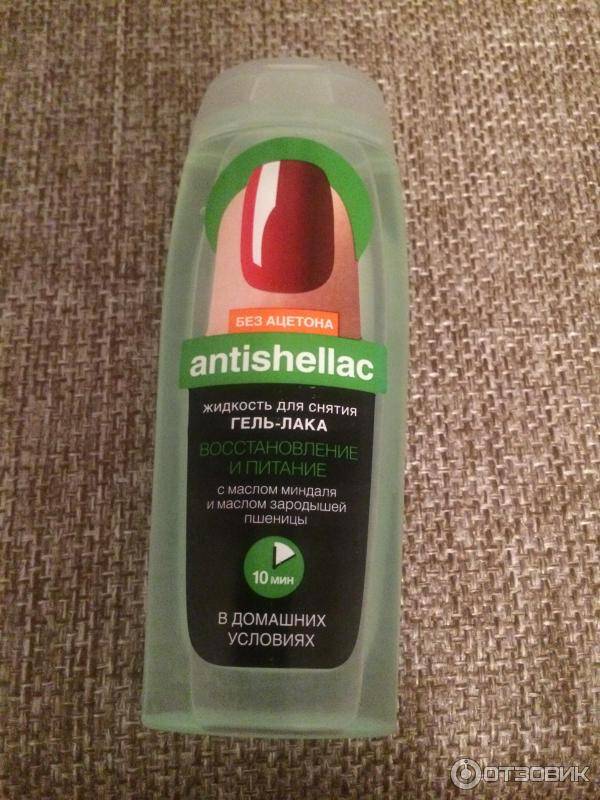 БЕЗ АЦЕТОНА
antishellac
ЖИДКОСТЬ ДЛЯ СНЯТИЯ
ГЕЛЬ-ЛАКА
ВОССТАНОВЛЕНИЕ
И ПИТАНИЕ
С МАСЛОМ МИНДАЛЯ
И МАСЛОМ ЗАРОДЫШЕЙ
ПШЕНИЦЫ
10 МИН
В ДОМАШНИХ
УСЛОВИЯХ
ОТЗОВИК